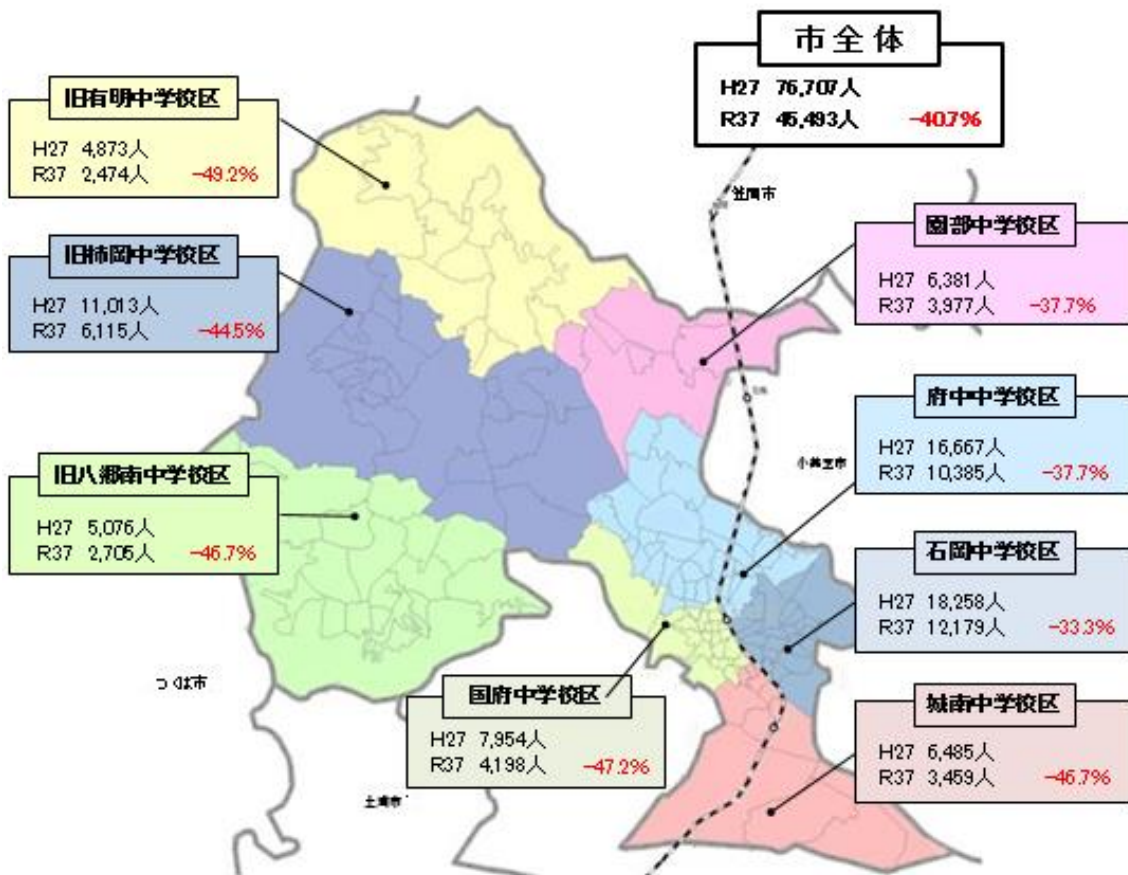 市全体
H27 76,707人
R37 45,493人 -40.7%
旧有明中学校区
H27 4,873人
R37 2,474人 -49.2%
笠間市
園部中学校区
H27 6,381人
R37 3,977人 -37.7%
旧柿岡中学校区
H27 11,013人
R37 6,115人 -44.5%
府中中学校区
H27 16,667人
R37 10,385人 -37.7%
小美玉市
旧八郷南中学校区
H27 5,076人
R37 2,705人 -46.7%
石岡中学校区
H27 18,258人
R37 12,179人 -33.3%
つくば市
国府中学校区
H27 7,954人
R37 4,198人 -47.2%
城南中学校区
H27 6,485人
R37 3,459人 -46.7%
土浦市